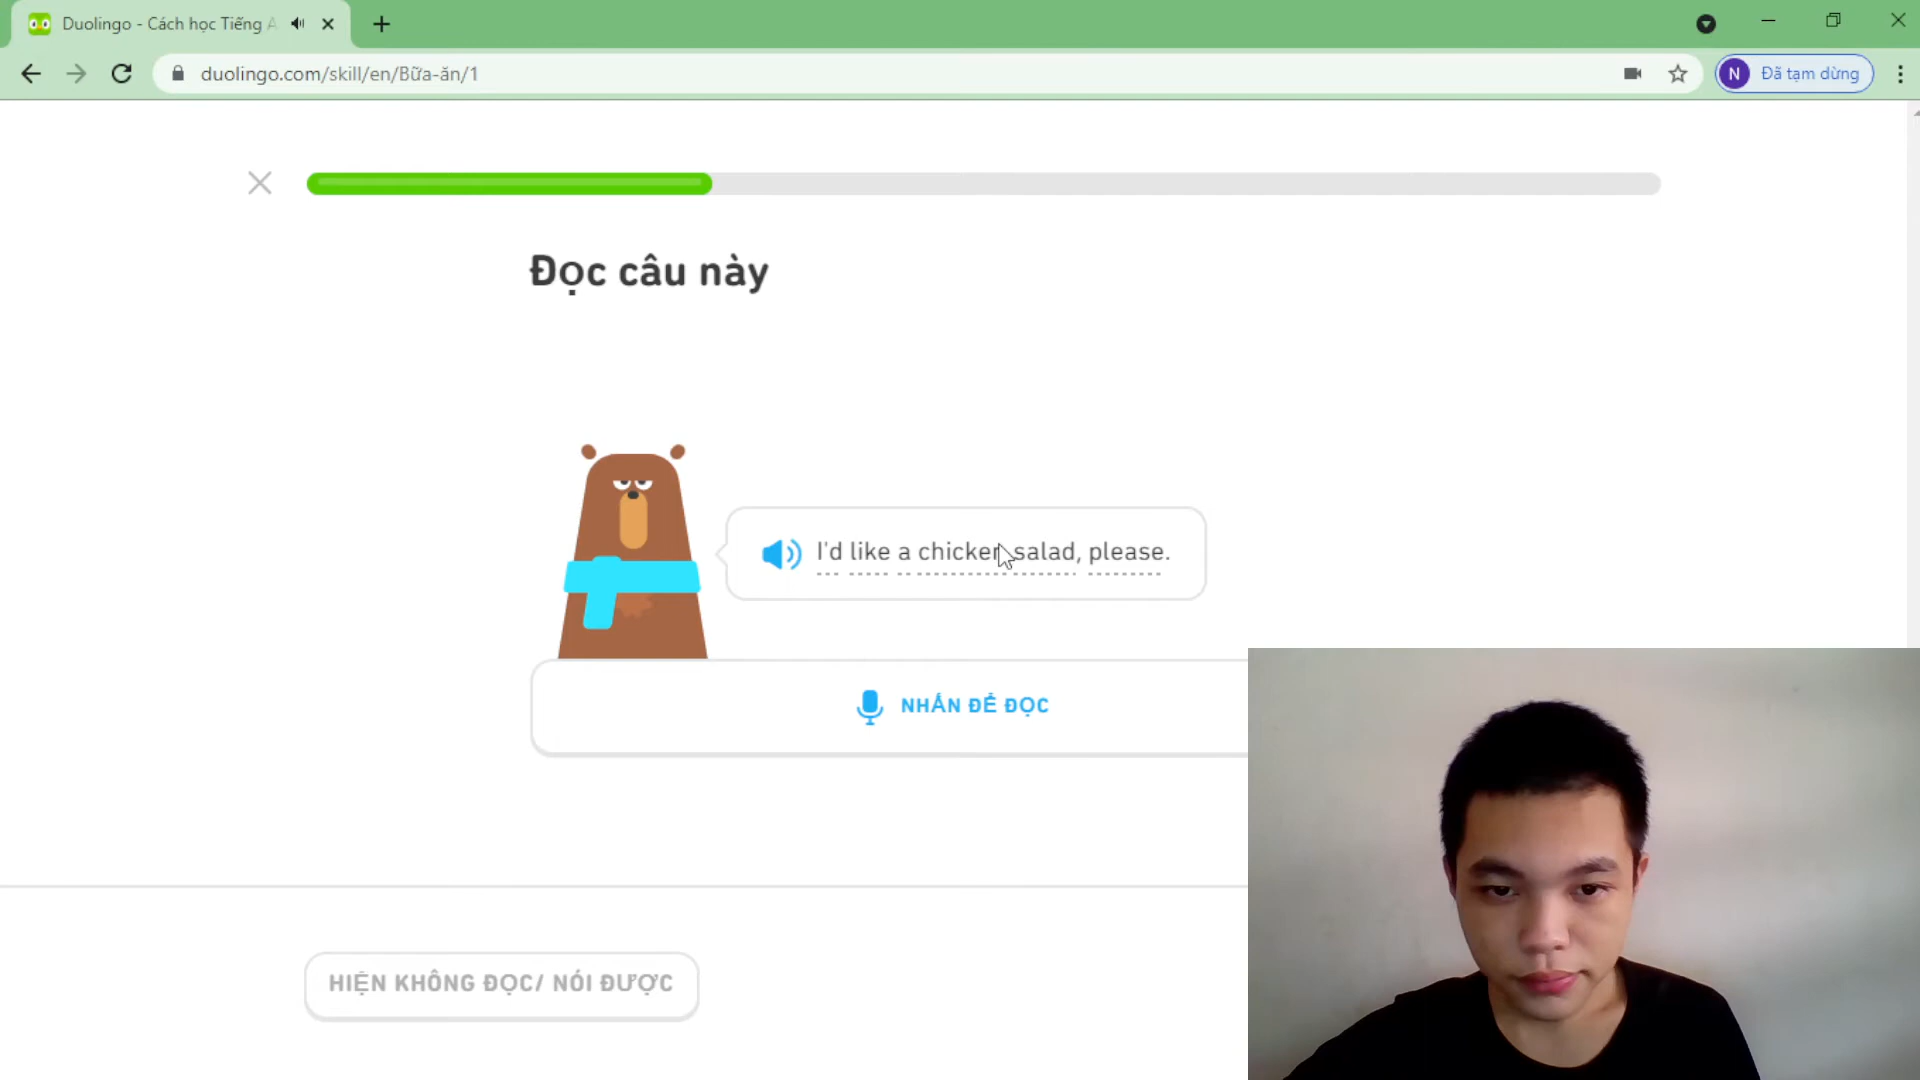 Duolingo - Cách học Tiếng A
duolingo.com/skill/en/Bữa-ăn/1
N Đã tạm dừng
Đọc câu này
I'd like a chicken salad, please.
NHẤN ĐỂ ĐỌC
HIỆN KHÔNG ĐỌC/ NÓI ĐƯỢC